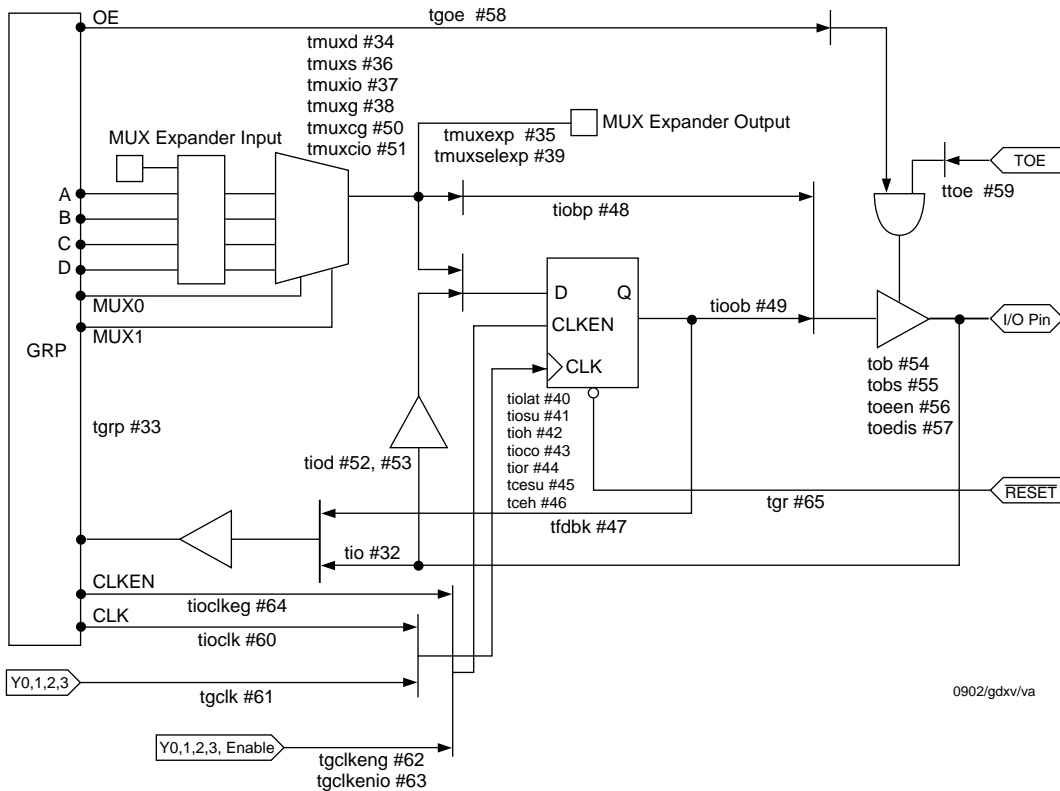 OE
tgoe #58
tmuxd #34
tmuxs #36
tmuxio #37
tmuxg #38
tmuxcg #50
tmuxcio #51
MUX Expander Input
tmuxexp #35
tmuxselexp #39
MUX Expander Output
TOE
ttoe #59
A
B
C
D
MUX0
MUX1
GRP
tiobp #48
D
Q
CLKEN
CLK
tioob #49
I/O Pin
tob #54
tobs #55
toeen #56
toedis #57
tiolat #40
tiosu #41
tioh #42
tioco #43
tior #44
tcesu #45
tceh #46
tgrp #33
tiod #52, #53
RESET
tgr #65
tfdbk #47
tio #32
CLKEN
tioclkeg #64
CLK
tioclk #60
Y0,1,2,3
tgclk #61
0902/gdxv/va
Y0,1,2,3, Enable
tgclkeng #62
tgclkenio #63